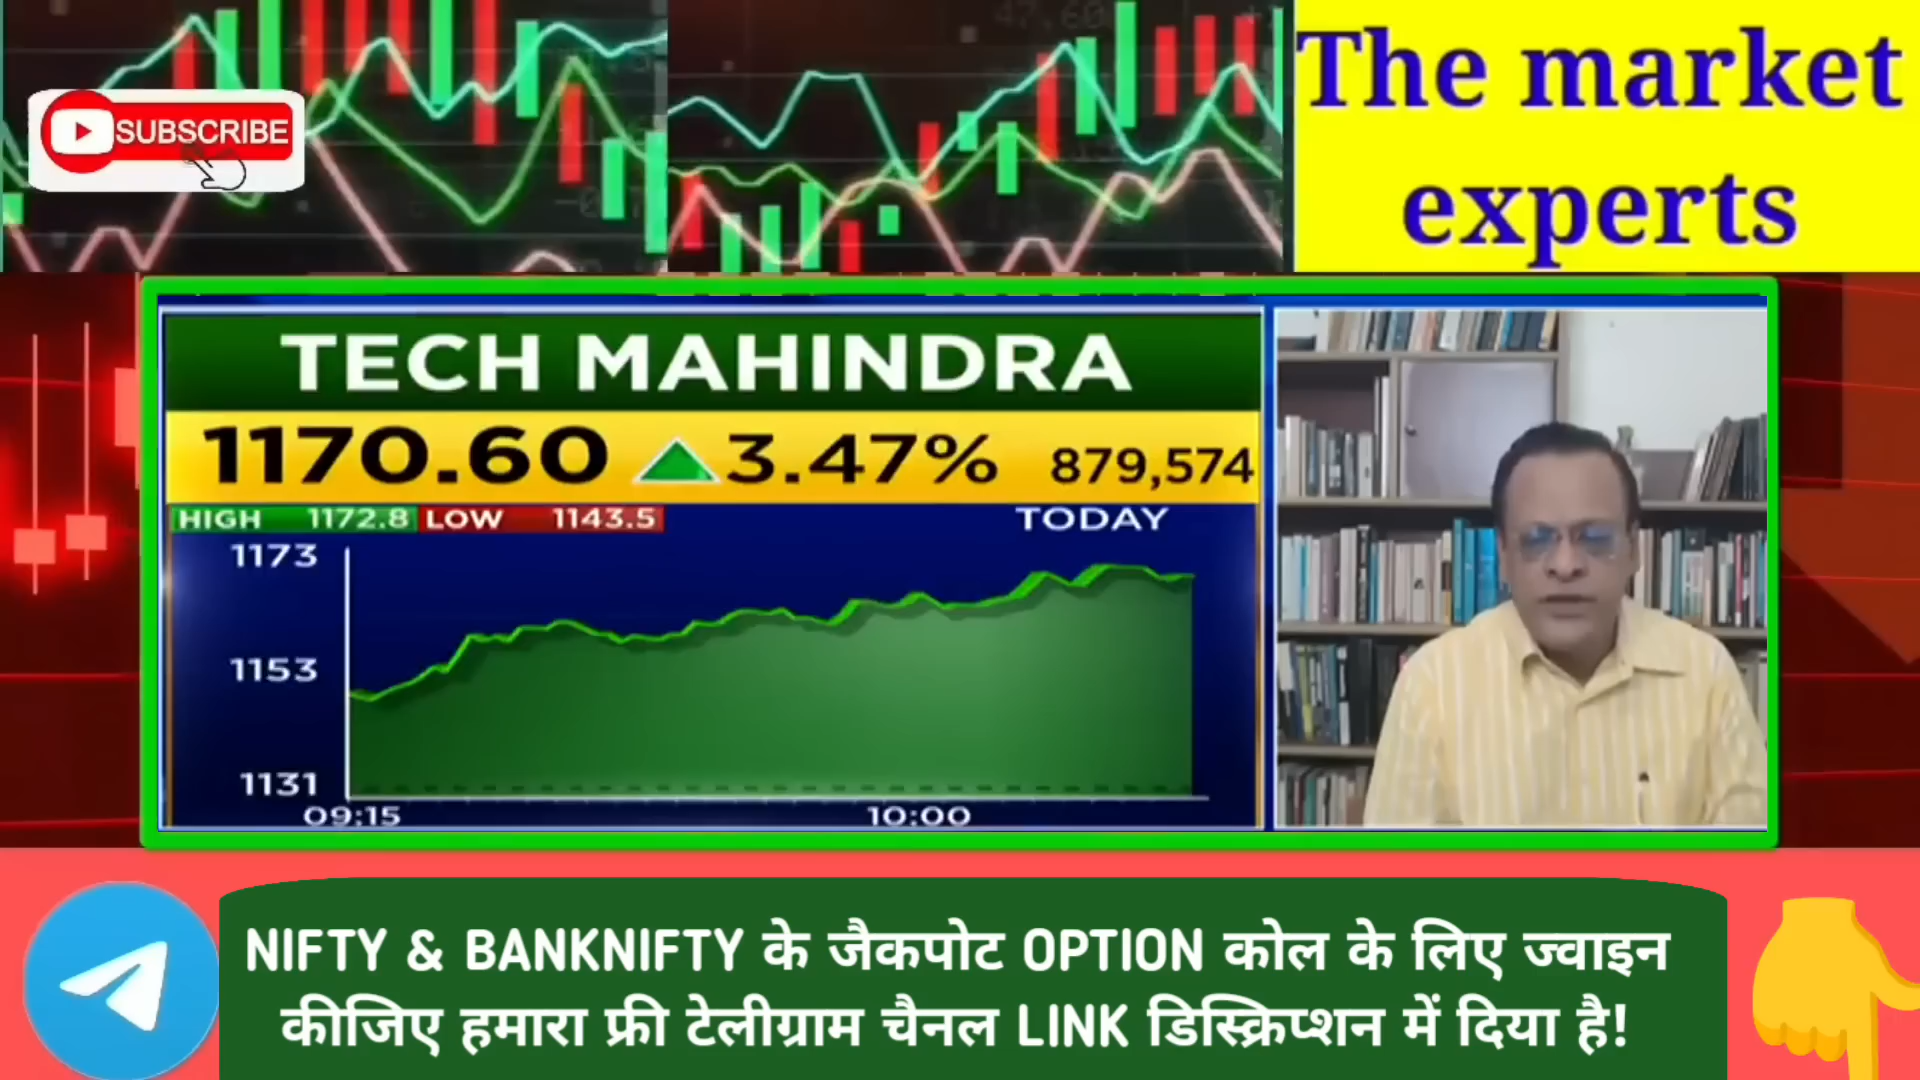 SUBSCRIBE
The market
experts
TECH MAHINDRA
1170.60 3.47% 879,574
HIGH 1172.8 LOW 1143.5 TODAY
1173
1153
1131
09:15 10:00
NIFTY & BANKNIFTY के जैकपोट OPTION कोल के लिए ज्वाइन
कीजिए हमारा फ्री टेलीग्राम चैनल LINK डिस्क्रिप्शन में दिया है!